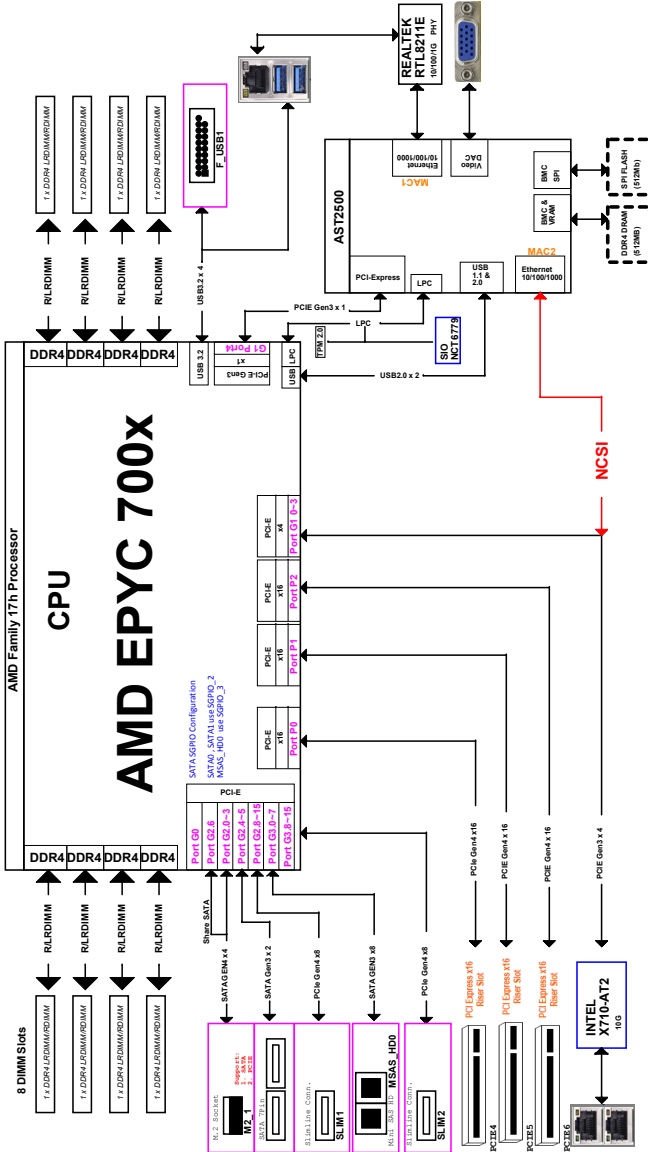 AMD Family 17h Processor
CPU
AMD EPYC 700x
8 DIMM Slots
1 x DDR4 LRDIMM/RDIMM
1 x DDR4 LRDIMM/RDIMM
1 x DDR4 LRDIMM/RDIMM
1 x DDR4 LRDIMM/RDIMM
R/LRDIMM
R/LRDIMM
R/LRDIMM
R/LRDIMM
DDR4
DDR4
DDR4
DDR4
DDR4
DDR4
DDR4
DDR4
R/LRDIMM
R/LRDIMM
R/LRDIMM
R/LRDIMM
1 x DDR4 LRDIMM/RDIMM
1 x DDR4 LRDIMM/RDIMM
1 x DDR4 LRDIMM/RDIMM
1 x DDR4 LRDIMM/RDIMM
SATA SGPIO Configuration
SATA0, SATA1 use SGPIO_2
MSAS_HD0 use SGPIO_3
PCI-E
Port G0
Port G2.6
Port G2.0~3
Port G2.4~5
Port G2.8~15
Port G3.0~7
Port G3.8~15
PCI-E
x16
Port P0
PCI-E
x16
Port P1
PCI-E
x16
Port P2
PCI-E
x4
Port G1 0~3
USB LPC
PCI-E Gen3
x1
G1 Port4
USB 3.2
Share SATA
SATA GEN4 x 4
SATA Gen3 x 2
PCIe Gen4 x8
SATA GEN3 x8
PCIe Gen4 x8
PCIe Gen4 x16
PCIE Gen4 x 16
PCIE Gen4 x 16
PCIE Gen3 x 4
M.2 Socket
M2_1
Support:
1. SATA
2. PCIE
SATA 7Pin
Slimline Conn.
SLIM1
Mini SAS HD
MSAS_HD0
Slimline Conn.
SLIM2
PCI Express x16
Riser Slot
PCIE4
PCI Express x16
Riser Slot
PCIE5
PCI Express x16
Riser Slot
PCIE6
INTEL
X710-AT2
10G
NCSI
USB3.2 x 4
F_USB1
PCIE Gen3 x 1
LPC
TPM 2.0
SIO
NCT6779
USB2.0 x 2
AST2500
PCI-Express
LPC
USB
1.1 &
2.0
MAC2
Ethernet
10/100/1000
MAC1
Ethernet
10/100/1000
Video
DAC
BMC
SPI
BMC &
VRAM
REALTEK
RTL8211E
10/100/1G PHY
SPI FLASH
(512Mb)
DDR4 DRAM
(512MB)